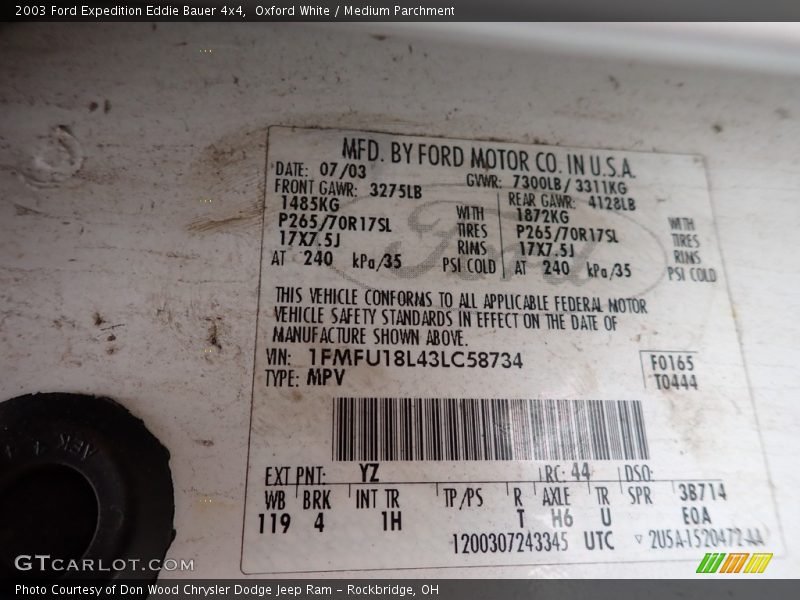 2003 Ford Expedition Eddie Bauer 4x4,  Oxford White / Medium Parchment
MFD. BY FORD MOTOR CO. IN U.S.A.
DATE: 07/03 GVWR: 7300LB/ 3311KG
FRONT GAWR: 3275LB REAR GAWR: 4128LB
1485KG WITH 1872KG WITH
P265/70R17SL TIRES P265/70R17SL TIRES
17X7.5J RIMS 17X7.5J RIMS
AT 240 kPa/35 PSI COLD AT 240 kPa/35 PSI COLD
Ford
THIS VEHICLE CONFORMS TO ALL APPLICABLE FEDERAL MOTOR
VEHICLE SAFETY STANDARDS IN EFFECT ON THE DATE OF
MANUFACTURE SHOWN ABOVE.
VIN: 1FMFU18L43LC58734 F0165
TYPE: MPV T0444
EXT PNT: YZ RC: 44 DSO:
WB BRK INT TR TP/PS R AXLE TR SPR 3B714
119 4 1H T H6 U EOA
1200307243345 UTC ▽ 2U5A-1520472-AA
GTCARLOT.COM
Photo Courtesy of Don Wood Chrysler Dodge Jeep Ram – Rockbridge, OH